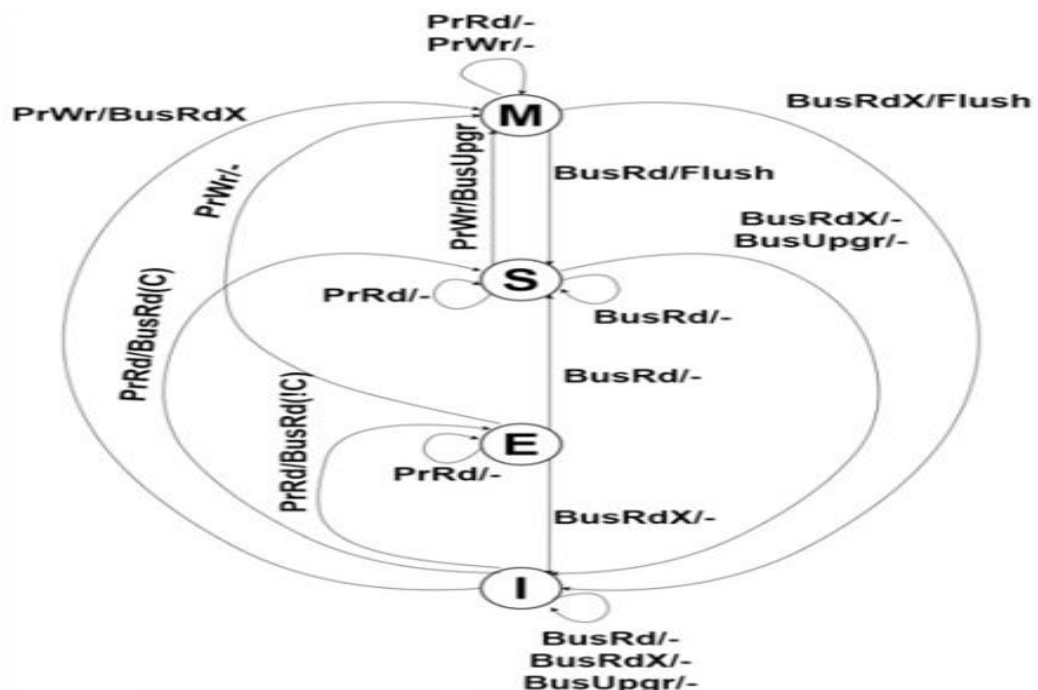 PrRd/-
PrWr/-
PrWr/BusRdX
M
BusRdX/Flush
PrWr/-
PrWr/BusUpgr
BusRd/Flush
BusRdX/-
BusUpgr/-
PrRd/BusRd(C)
S
PrRd/-
BusRd/-
BusRd/-
PrRd/BusRd(!C)
E
PrRd/-
BusRdX/-
I
BusRd/-
BusRdX/-
BusUpgr/-